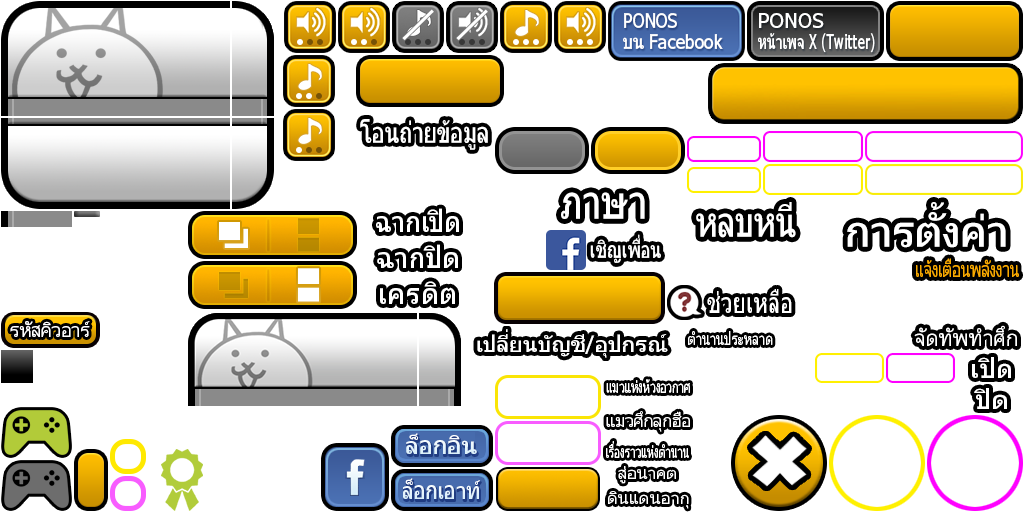 PONOS
บน Facebook
PONOS
หน้าเพจ X (Twitter)
โอนถ่ายข้อมูล
ภาษา
หลบหนี
การตั้งค่า
ฉากเปิด
ฉากปิด
เครดิต
เชิญเพื่อน
แจ้งเตือนพลังงาน
ช่วยเหลือ
รหัสคิวอาร์
เปลี่ยนบัญชี/อุปกรณ์
ตำนานประหลาด
จัดทัพทำศึก
เปิด
ปิด
แมวแห่งห้วงอวกาศ
แมวศึกลุกฮือ
เรื่องราวแห่งตำนาน
สู่อนาคต
ดินแดนอากุ
ล็อกอิน
ล็อกเอาท์